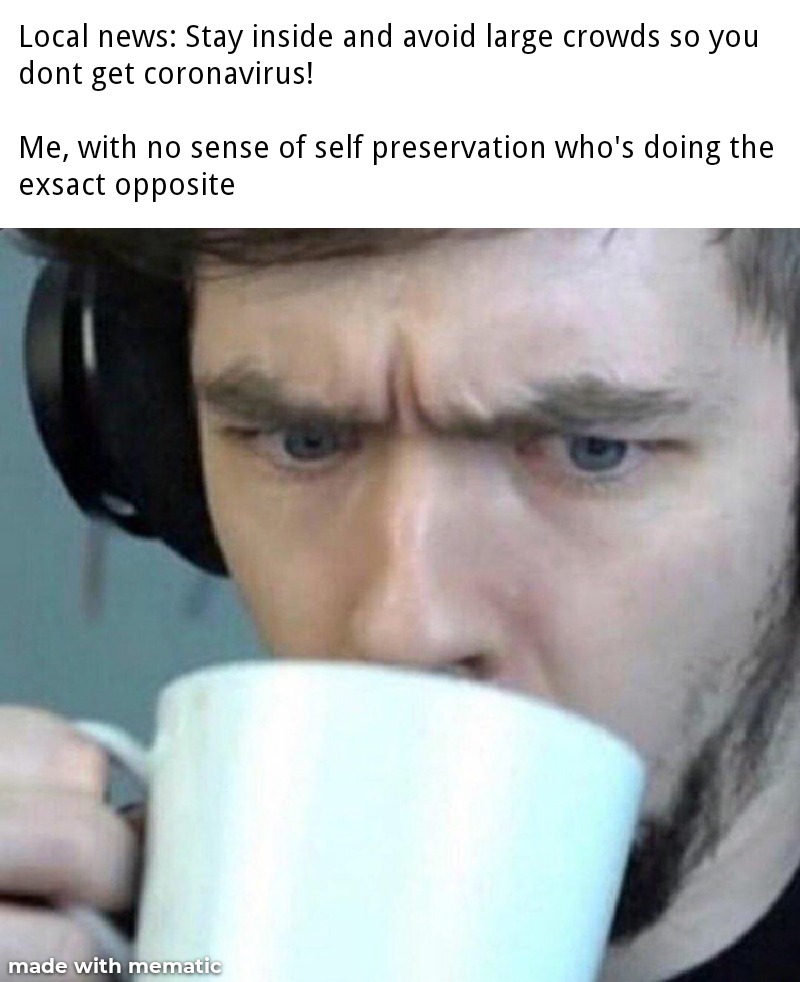 Local news: Stay inside and avoid large crowds so you
dont get coronavirus!
Me, with no sense of self preservation who's doing the
exsact opposite
made with mematic